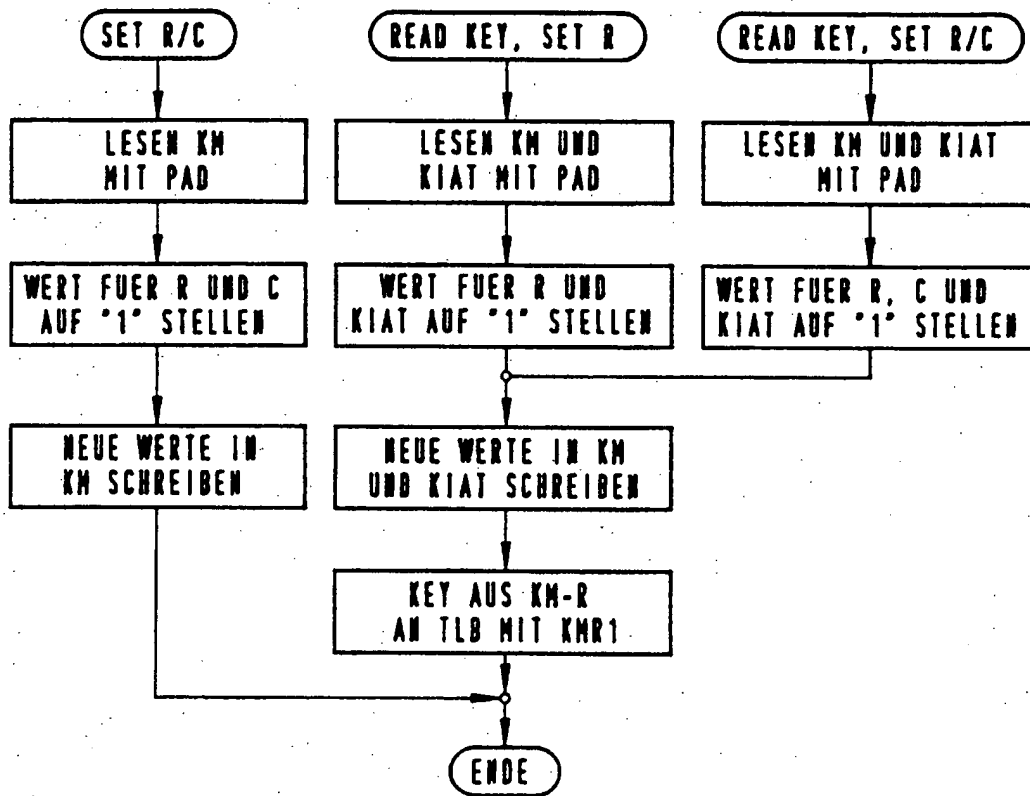 SET R/C
READ KEY, SET R
READ KEY, SET R/C
LESEN KM
MIT PAD
LESEN KM UND
KIAT MIT PAD
LESEN KM UND KIAT
MIT PAD
WERT FUER R UND C
AUF "1" STELLEN
WERT FUER R UND
KIAT AUF "1" STELLEN
WERT FUER R, C UND
KIAT AUF "1" STELLEN
NEUE WERTE IN
KM SCHREIBEN
NEUE WERTE IN KM
UND KIAT SCHREIBEN
KEY AUS KM-R
AN TLB MIT KMR1
ENDE